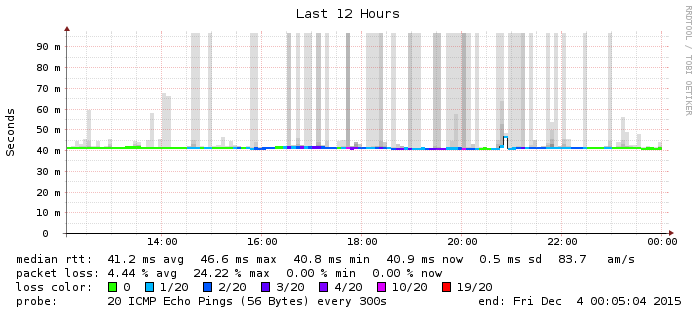 Last 12 Hours
RRDTOOL / TOBI OETIKER
Seconds
90 m
80 m
70 m
60 m
50 m
40 m
30 m
20 m
10 m
0
14:00 16:00 18:00 20:00 22:00 00:00
median rtt: 41.2 ms avg 46.6 ms max 40.8 ms min 40.9 ms now 0.5 ms sd 83.7 am/s
packet loss: 4.44 % avg 24.22 % max 0.00 % min 0.00 % now
loss color: 0 1/20 2/20 3/20 4/20 10/20 19/20
probe: 20 ICMP Echo Pings (56 Bytes) every 300s end: Fri Dec 4 00:05:04 2015